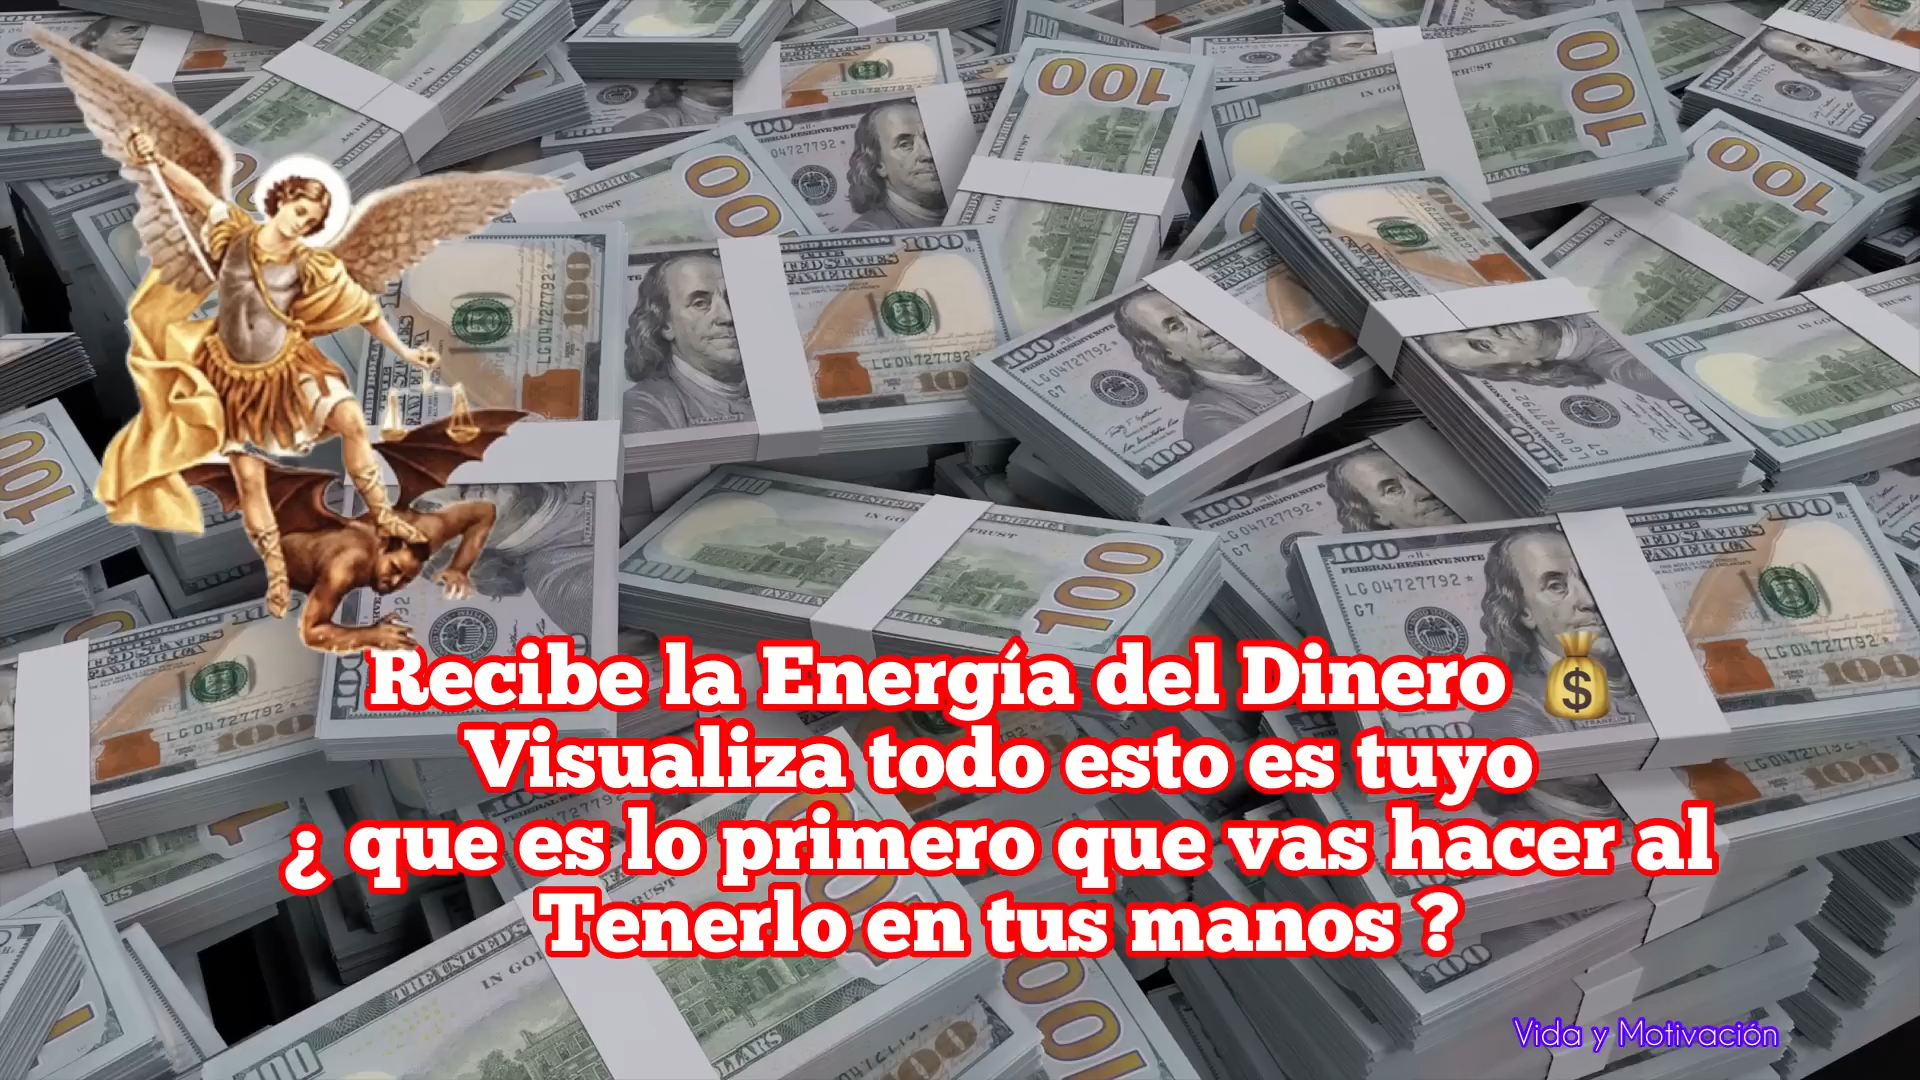 Recibe la Energía del Dinero 💰
Visualiza todo esto es tuyo
¿ que es lo primero que vas hacer al
Tenerlo en tus manos ?
Vida y Motivación